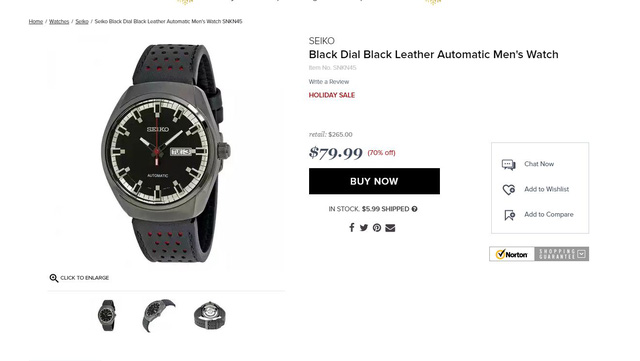 Home / Watches / Seiko / Seiko Black Dial Black Leather Automatic Men's Watch SNKN45
SEIKO
Black Dial Black Leather Automatic Men's Watch
Item No. SNKN45
Write a Review
HOLIDAY SALE
retail: $265.00
$79.99 (70% off)
BUY NOW
IN STOCK. $5.99 SHIPPED
Chat Now
Add to Wishlist
Add to Compare
Norton SHOPPING GUARANTEE
SEIKO
AUTOMATIC
CLICK TO ENLARGE